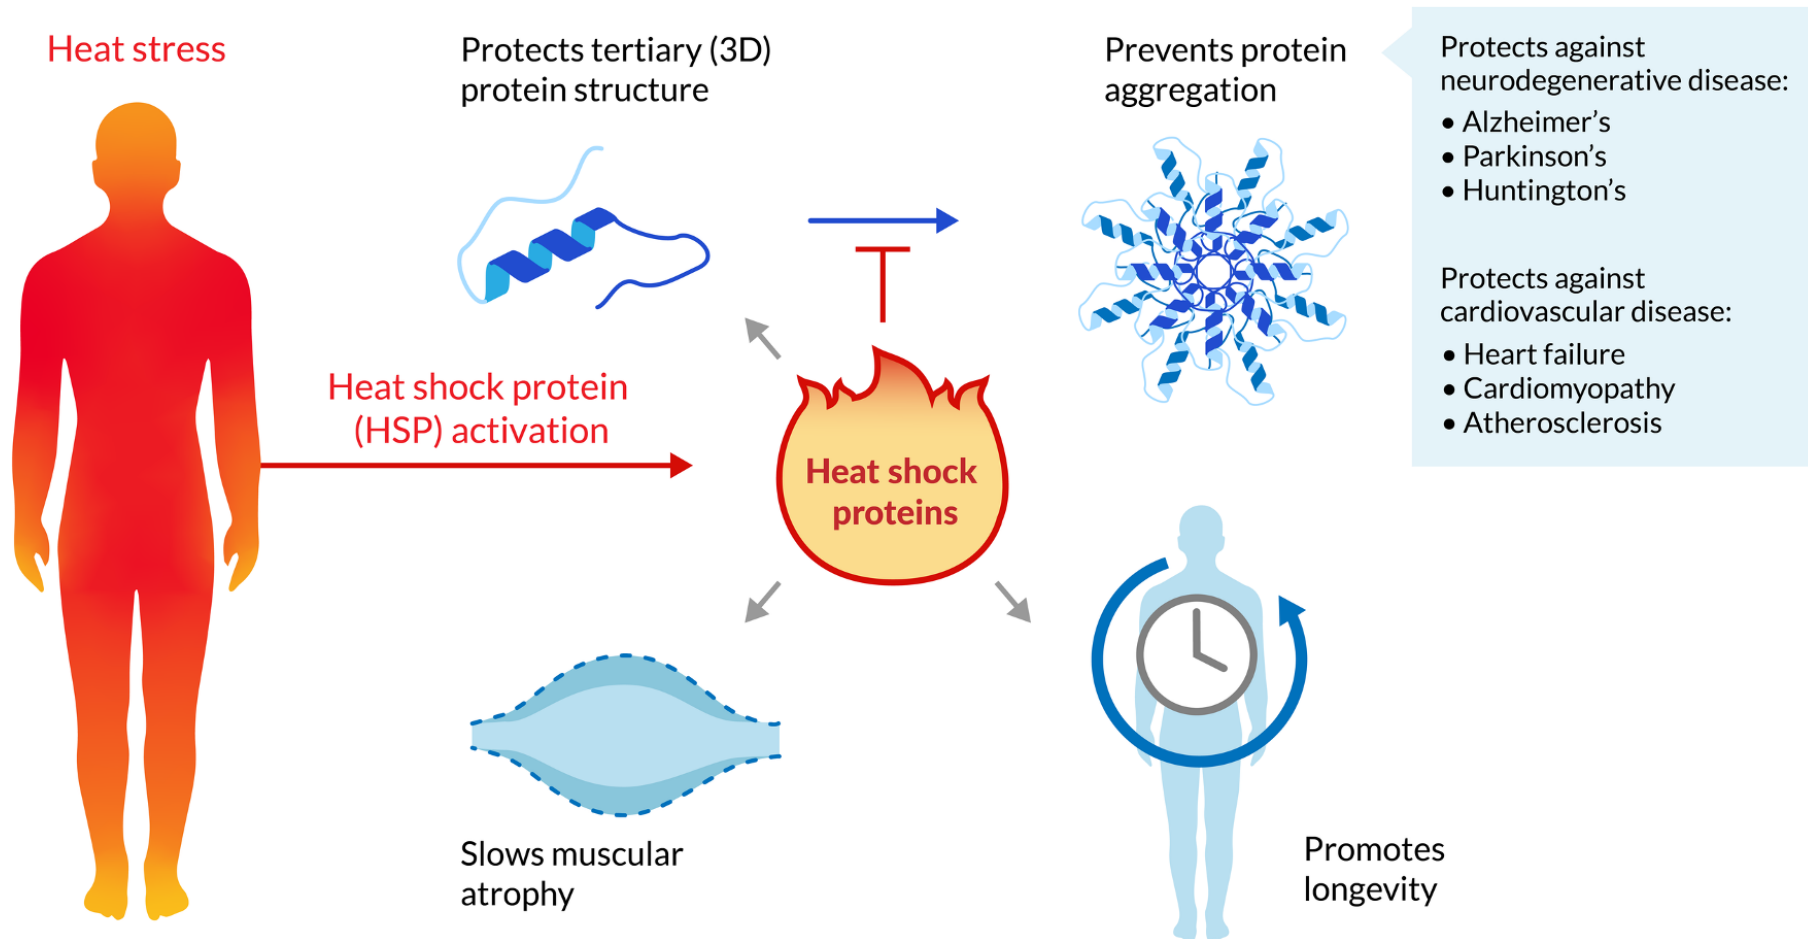 Heat stress
Protects tertiary (3D)
protein structure
Prevents protein
aggregation
Protects against
neurodegenerative disease:
• Alzheimer’s
• Parkinson’s
• Huntington’s
Protects against
cardiovascular disease:
• Heart failure
• Cardiomyopathy
• Atherosclerosis
Heat shock protein
(HSP) activation
Heat shock
proteins
Slows muscular
atrophy
Promotes
longevity